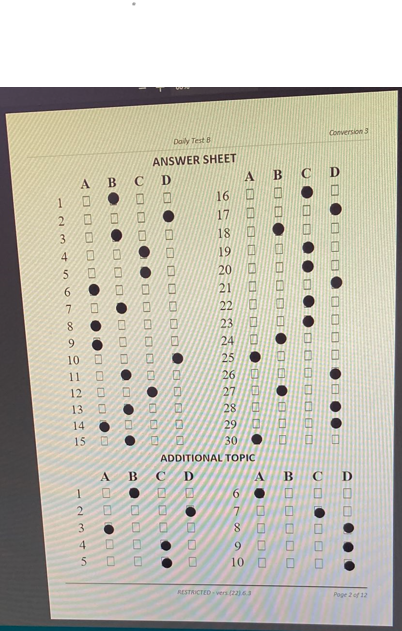 Daily Test B
Conversion 3
ANSWER SHEET
A B C D A B C D
1 16
2 17
3 18
4 19
5 20
6 21
7 22
8 23
9 24
10 25
11 26
12 27
13 28
14 29
15 30
ADDITIONAL TOPIC
A B C D A B C D
1 6
2 7
3 8
4 9
5 10
RESTRICTED - vers (22) 6.3
Page 2 of 12